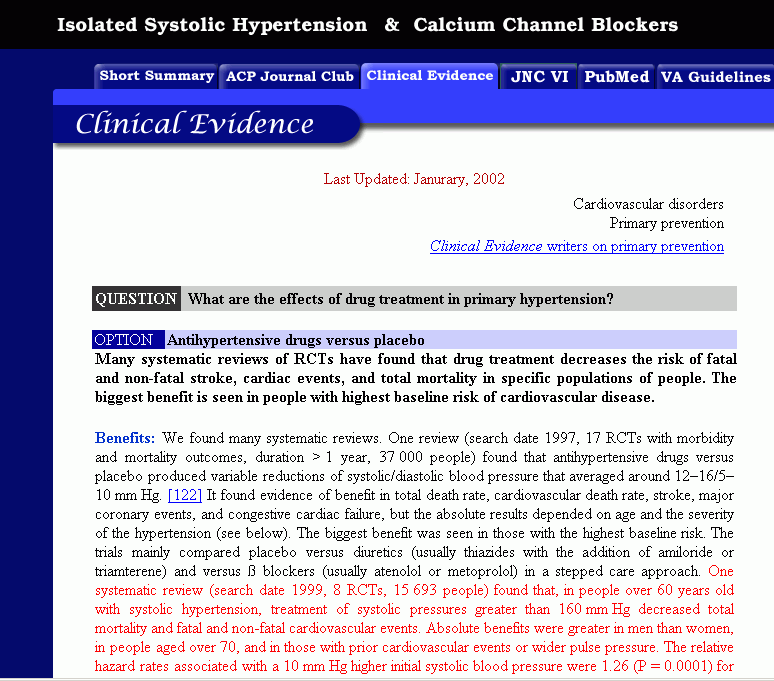 Isolated Systolic Hypertension & Calcium Channel Blockers
Short Summary ACP Journal Club Clinical Evidence JNC VI PubMed VA Guidelines
Clinical Evidence
Last Updated: Janurary, 2002
Cardiovascular disorders
Primary prevention
Clinical Evidence writers on primary prevention
QUESTION What are the effects of drug treatment in primary hypertension?
OPTION Antihypertensive drugs versus placebo
Many systematic reviews of RCTs have found that drug treatment decreases the risk of fatal
and non-fatal stroke, cardiac events, and total mortality in specific populations of people. The
biggest benefit is seen in people with highest baseline risk of cardiovascular disease.
Benefits: We found many systematic reviews. One review (search date 1997, 17 RCTs with morbidity
and mortality outcomes, duration > 1 year, 37 000 people) found that antihypertensive drugs versus
placebo produced variable reductions of systolic/diastolic blood pressure that averaged around 12–16/5–
10 mm Hg. [122] It found evidence of benefit in total death rate, cardiovascular death rate, stroke, major
coronary events, and congestive cardiac failure, but the absolute results depended on age and the severity
of the hypertension (see below). The biggest benefit was seen in those with the highest baseline risk. The
trials mainly compared placebo versus diuretics (usually thiazides with the addition of amiloride or
triamterene) and versus ß blockers (usually atenolol or metoprolol) in a stepped care approach. One
systematic review (search date 1999, 8 RCTs, 15 693 people) found that, in people over 60 years old
with systolic hypertension, treatment of systolic pressures greater than 160 mm Hg decreased total
mortality and fatal and non-fatal cardiovascular events. Absolute benefits were greater in men than women,
in people aged over 70, and in those with prior cardiovascular events or wider pulse pressure. The relative
hazard rates associated with a 10 mm Hg higher initial systolic blood pressure were 1.26 (P = 0.0001) for